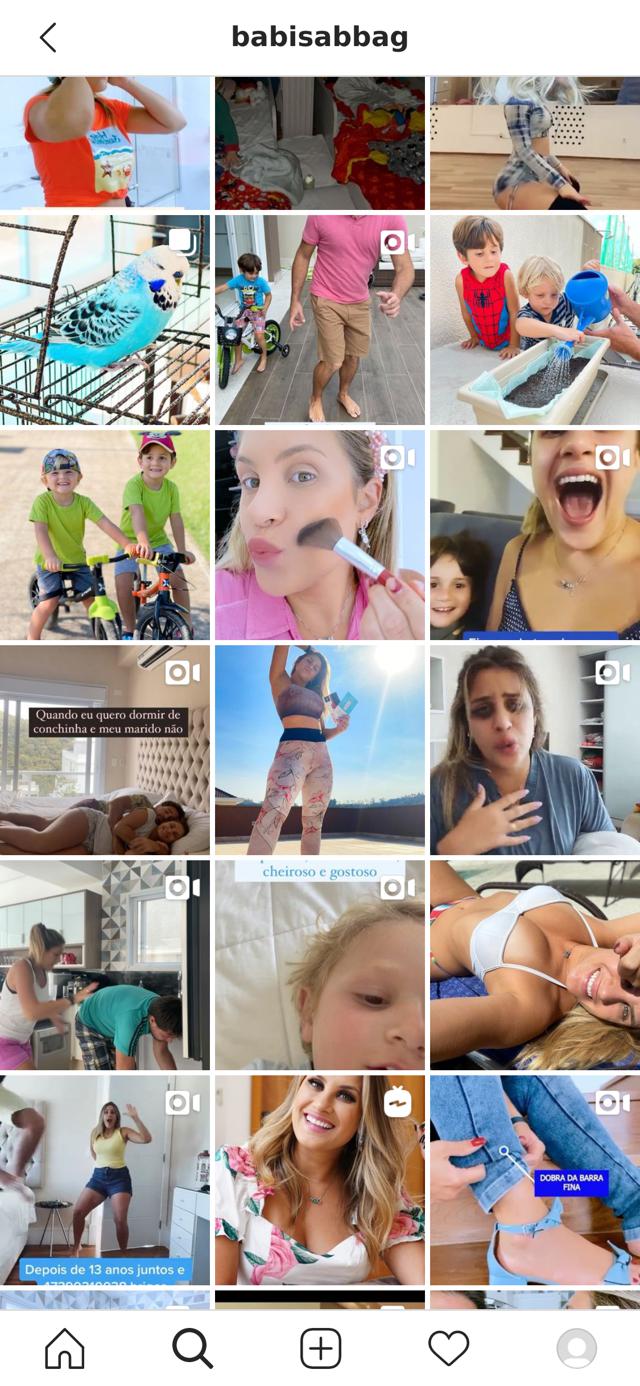 babisabbag
Quando eu quero dormir de
conchinha e meu marido não
cheiroso e gostoso
DOBRA DA BARRA
FINA
Depois de 13 anos juntos e